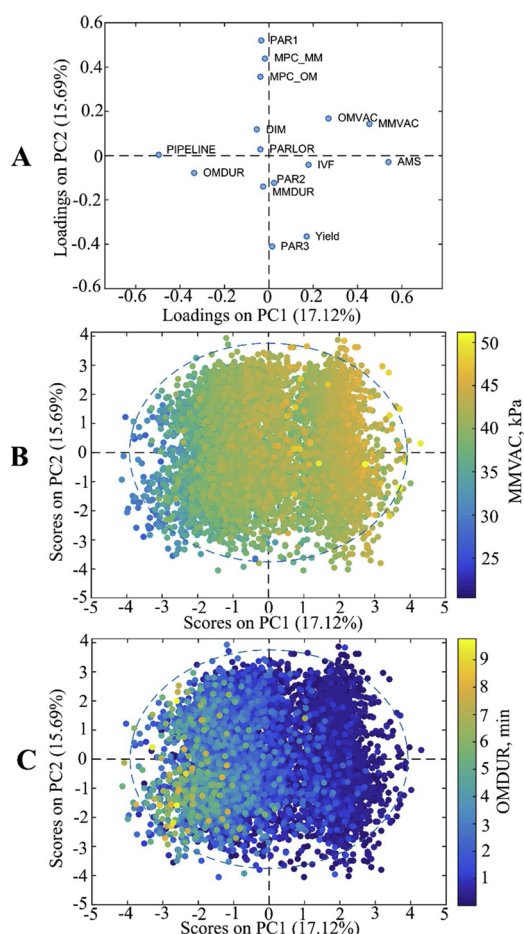 A
Loadings on PC2 (15.69%)
0.6
0.4
0.2
0
-0.2
-0.4
-0.6
PAR1
MPC_MM
MPC_OM
OMVAC
MMVAC
DIM
PIPELINE
PARLOR
OMDUR
IVF
AMS
PAR2
MMDUR
Yield
PAR3
-0.6 -0.4 -0.2 0 0.2 0.4 0.6
Loadings on PC1 (17.12%)
B
Scores on PC2 (15.69%)
4
3
2
1
0
-1
-2
-3
-4
-5
-5 -4 -3 -2 -1 0 1 2 3 4 5
Scores on PC1 (17.12%)
50
45
40
35
30
25
MMVAC, kPa
C
Scores on PC2 (15.69%)
4
3
2
1
0
-1
-2
-3
-4
-5
-5 -4 -3 -2 -1 0 1 2 3 4 5
Scores on PC1 (17.12%)
9
8
7
6
5
4
3
2
1
OMDUR, min